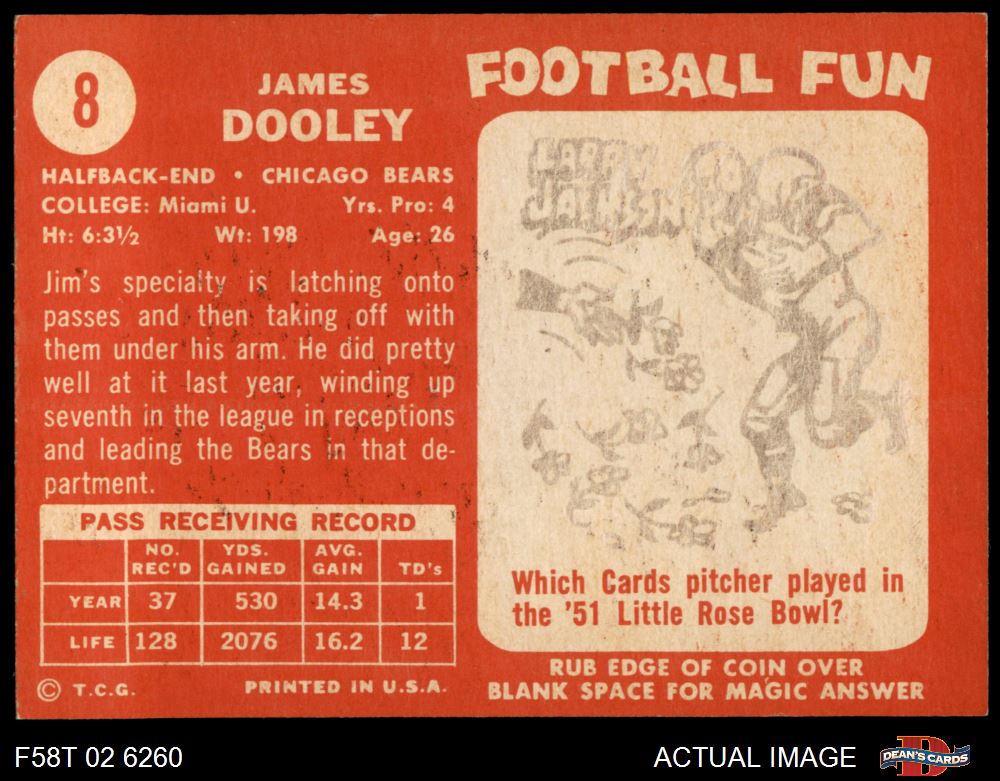 8
JAMES
DOOLEY
HALFBACK-END • CHICAGO BEARS
COLLEGE: Miami U. Yrs. Pro: 4
Ht: 6:3½ Wt: 198 Age: 26
Jim's specialty is latching onto
passes and then taking off with
them under his arm. He did pretty
well at it last year, winding up
seventh in the league in receptions
and leading the Bears in that de-
partment.
PASS RECEIVING RECORD
NO. REC'D YDS. GAINED AVG. GAIN TD's
YEAR 37 530 14.3 1
LIFE 128 2076 16.2 12
© T.C.G. PRINTED IN U.S.A.
FOOTBALL FUN
LARRY
JACKSON
Which Cards pitcher played in
the '51 Little Rose Bowl?
RUB EDGE OF COIN OVER
BLANK SPACE FOR MAGIC ANSWER
F58T 02 6260
ACTUAL IMAGE
DEAN'S CARDS